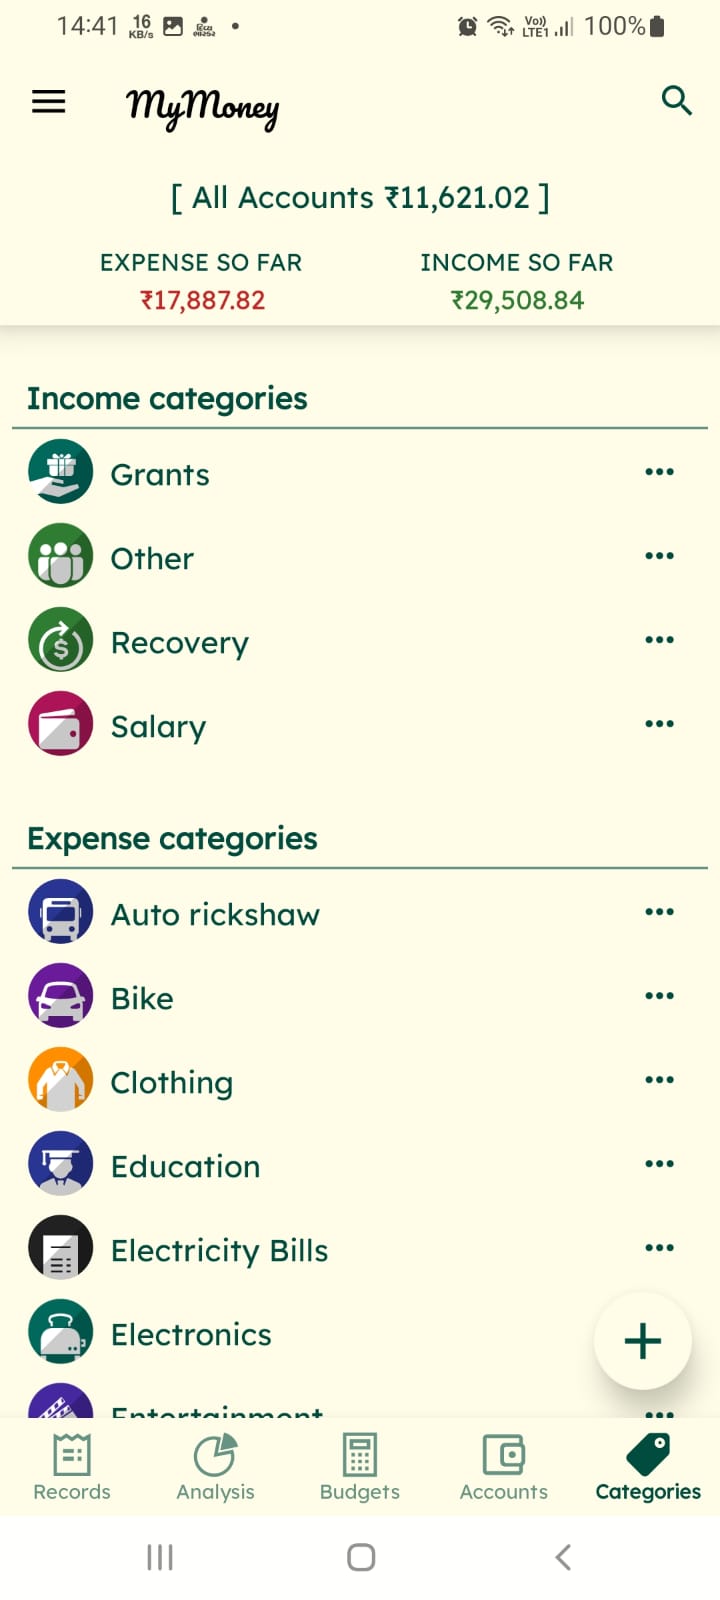 14:41 16 KB/s Vo)) LTE1 100%
MyMoney
[ All Accounts ₹11,621.02 ]
EXPENSE SO FAR INCOME SO FAR
₹17,887.82 ₹29,508.84
Income categories
Grants
Other
Recovery
Salary
Expense categories
Auto rickshaw
Bike
Clothing
Education
Electricity Bills
Electronics
Entertainment
Records Analysis Budgets Accounts Categories